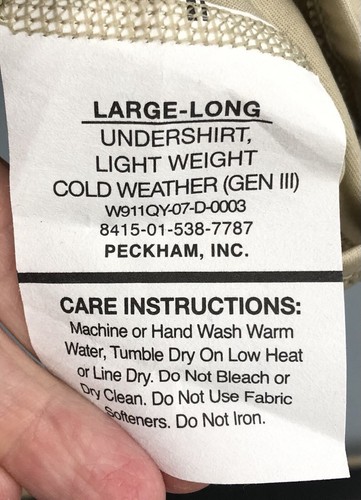 LARGE-LONG
UNDERSHIRT,
LIGHT WEIGHT
COLD WEATHER (GEN III)
W911QY-07-D-0003
8415-01-538-7787
PECKHAM, INC.
CARE INSTRUCTIONS:
Machine or Hand Wash Warm
Water, Tumble Dry On Low Heat
or Line Dry. Do Not Bleach or
Dry Clean. Do Not Use Fabric
Softeners. Do Not Iron.